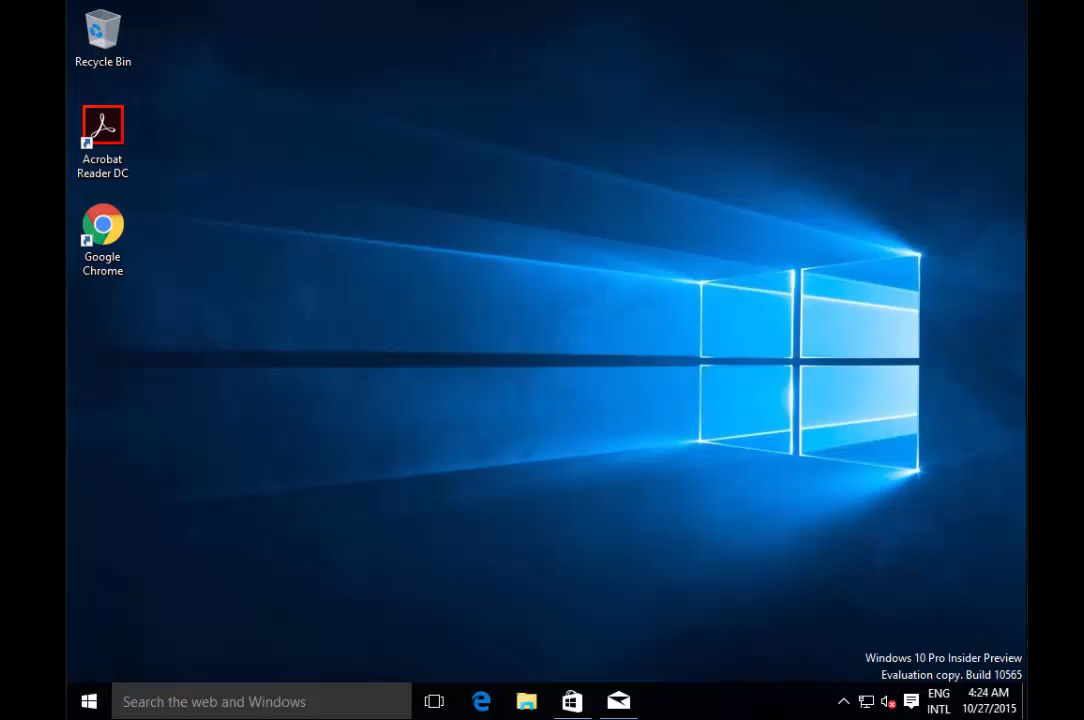 Recycle Bin
Acrobat
Reader DC
Google
Chrome
Windows 10 Pro Insider Preview
Evaluation copy. Build 10565
Search the web and Windows
ENG
INTL
4:24 AM
10/27/2015